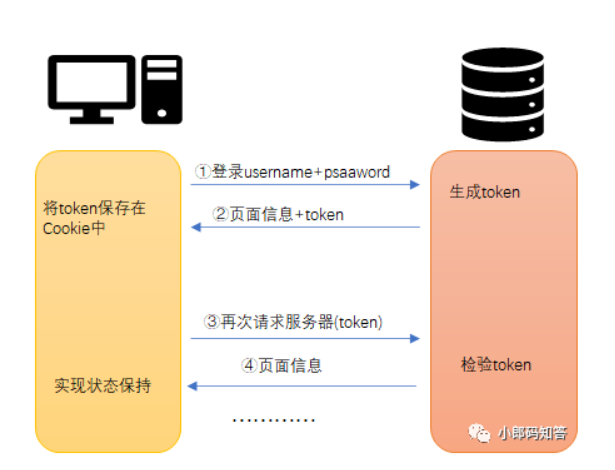 ①登录username+psaaword
将token保存在
Cookie中
生成token
②页面信息+token
③再次请求服务器(token)
④页面信息
实现状态保持
检验token
…………
小郎码知答